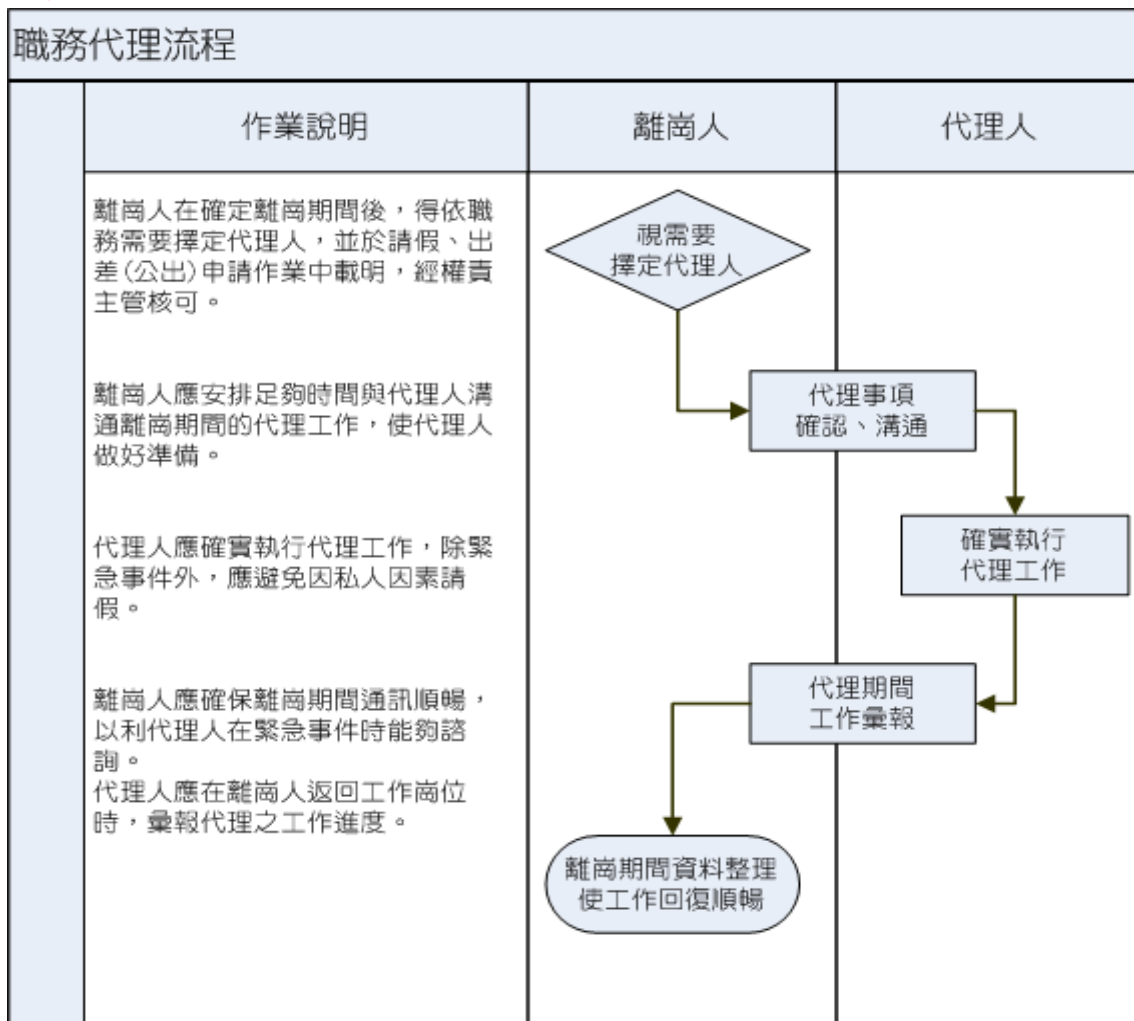 職務代理流程
作業說明
離崗人
代理人
離崗人在確定離崗期間後，得依職
務需要擇定代理人，並於請假、出
差(公出)申請作業中載明，經權責
主管核可。
視需要
擇定代理人
離崗人應安排足夠時間與代理人溝
通離崗期間的代理工作，使代理人
做好準備。
代理事項
確認、溝通
代理人應確實執行代理工作，除緊
急事件外，應避免因私人因素請
假。
確實執行
代理工作
離崗人應確保離崗期間通訊順暢，
以利代理人在緊急事件時能夠諮
詢。
代理人應在離崗人返回工作崗位
時，彙報代理之工作進度。
代理期間
工作彙報
離崗期間資料整理
使工作回復順暢